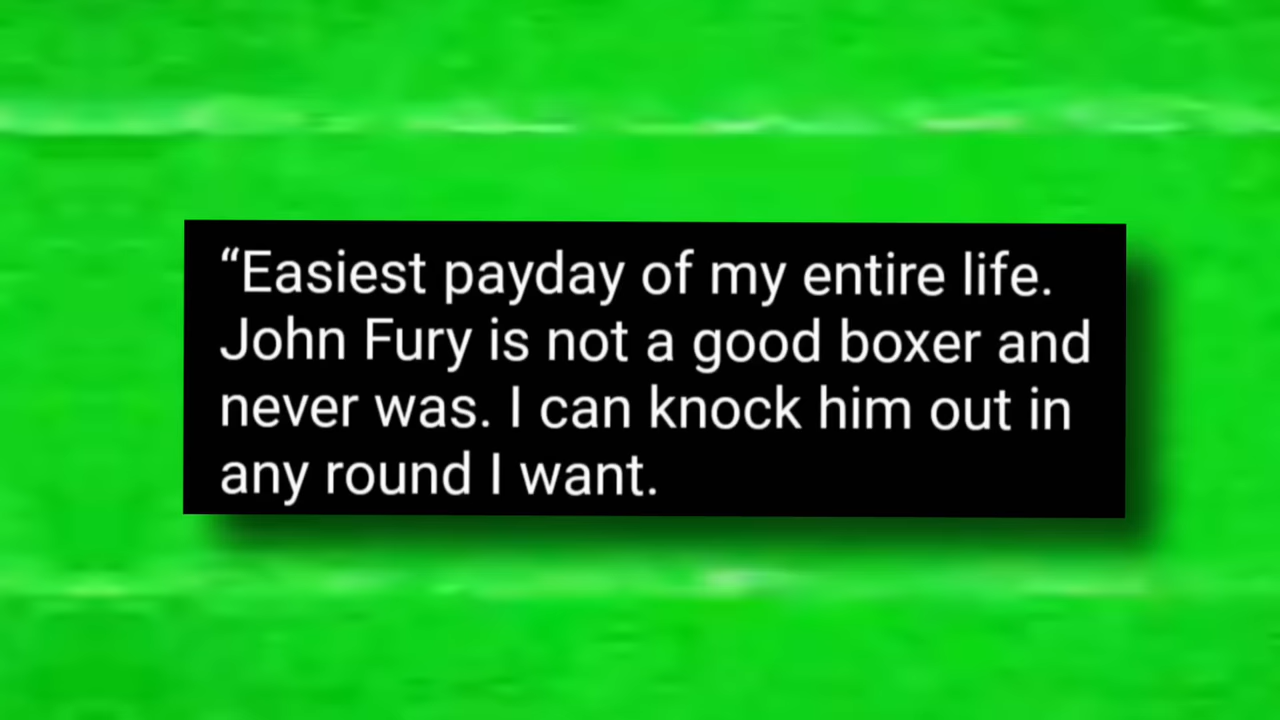 “Easiest payday of my entire life.
John Fury is not a good boxer and
never was. I can knock him out in
any round I want.